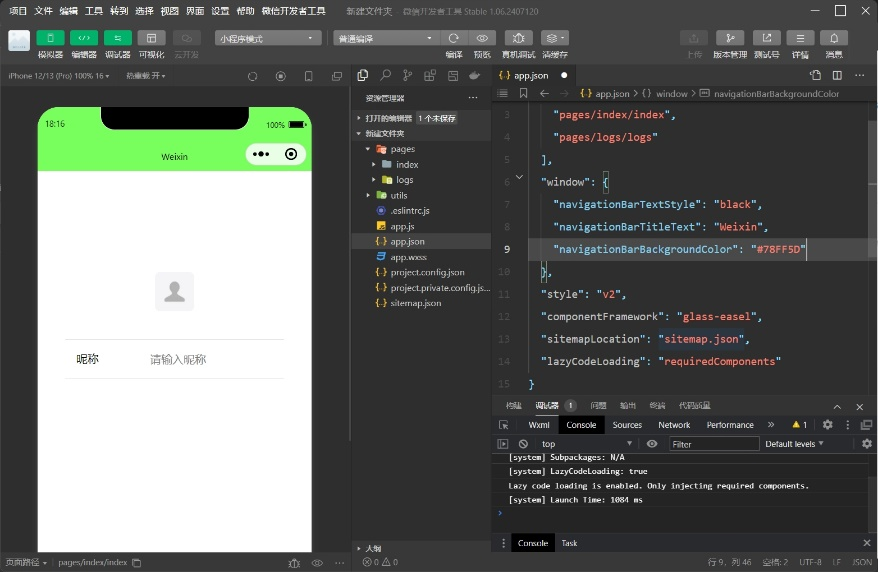 项目 文件 编辑 工具 转到 选择 视图 界面 设置 帮助 微信开发者工具 新建文件夹 - 微信开发者工具 Stable 1.06.2407120
模拟器 编辑器 调试器 可视化 云开发 小程序模式 普通编译 编译 预览 真机调试 清缓存 上传 版本管理 测试号 详情 消息
iPhone 12/13 (Pro) 100% 16 热重载 开
18:16
100%
Weixin
昵称 请输入昵称
页面路径 pages/index/index
资源管理器
打开的编辑器 1 个未保存
新建文件夹
pages
index
logs
utils
.eslintrc.js
app.js
app.json
app.wxss
project.config.json
project.private.config.js...
sitemap.json
大纲
0 0
app.json
app.json > window > navigationBarBackgroundColor
3 "pages/index/index",
4 "pages/logs/logs"
5 ],
6 "window": {
7 "navigationBarTextStyle": "black",
8 "navigationBarTitleText": "Weixin",
9 "navigationBarBackgroundColor": "#78FF5D"
10 },
11 "style": "v2",
12 "componentFramework": "glass-easel",
13 "sitemapLocation": "sitemap.json",
14 "lazyCodeLoading": "requiredComponents"
15 }
构建 调试器 1 问题 输出 终端 代码质量
Wxml Console Sources Network Performance » 1
top Filter Default levels
[system] Subpackages: N/A
[system] LazyCodeLoading: true
Lazy code loading is enabled. Only injecting required components.
[system] Launch Time: 1084 ms
Console Task
行 9，列 46 空格: 2 UTF-8 LF JSON